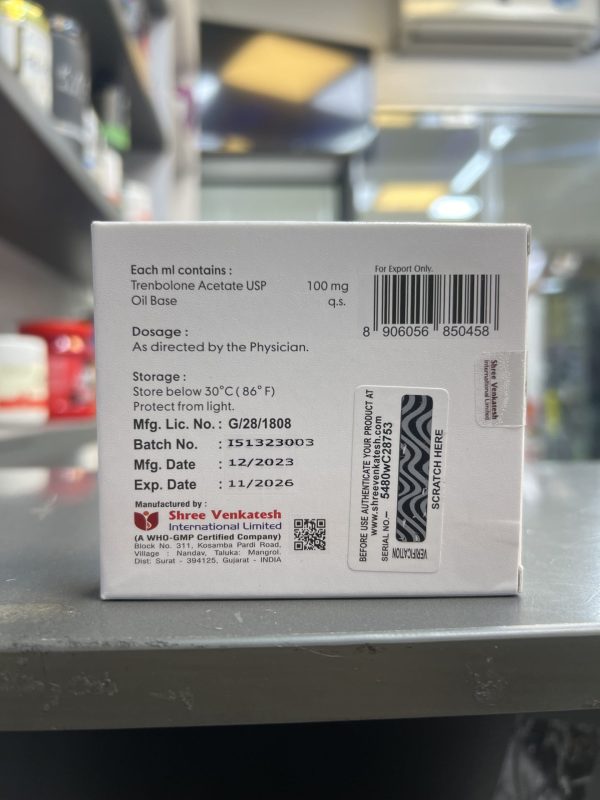 Each ml contains :
Trenbolone Acetate USP 100 mg
Oil Base q.s.
For Export Only.
8 906056 850458
Dosage :
As directed by the Physician.
Storage :
Store below 30°C ( 86° F)
Protect from light.
Mfg. Lic. No. : G/28/1808
Batch No. : I51323003
Mfg. Date : 12/2023
Exp. Date : 11/2026
Manufactured by :
Shree Venkatesh
International Limited
(A WHO-GMP Certified Company)
Block No. 311, Kosamba Pardi Road,
Village : Nandav, Taluka: Mangrol.
Dist: Surat - 394125, Gujarat - INDIA
BEFORE USE AUTHENTICATE YOUR PRODUCT AT
www.shreevenkatesh.com
SERIAL NO.– 5480wC28753
SCRATCH HERE
VERIFICATION
Shree Venkatesh
International Limited